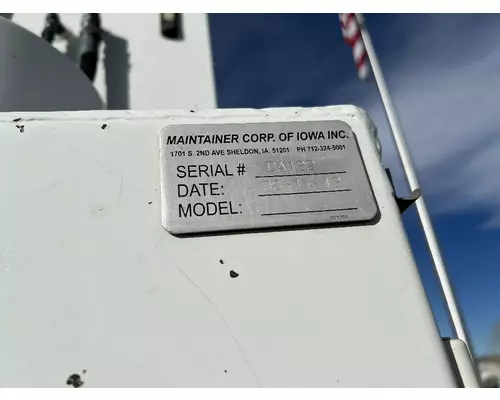 MAINTAINER CORP. OF IOWA INC.
1701 S. 2ND AVE SHELDON, IA. 51201 PH 712-324-5001
SERIAL #
DATE:
MODEL: